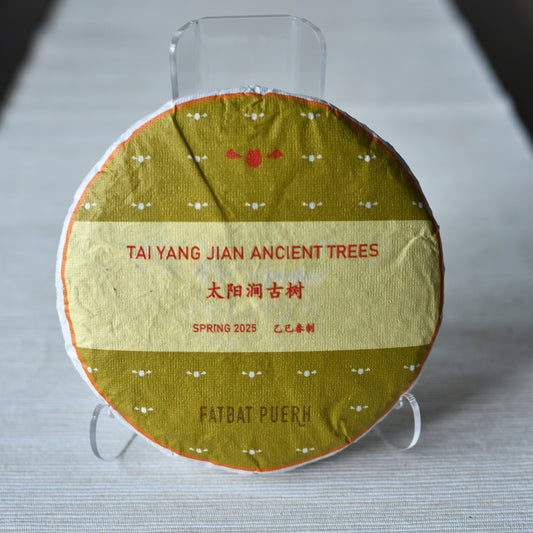 TAI YANG JIAN ANCIENT TREES
太阳涧古树
SPRING 2025 乙巳春制
FATBAT PUERH